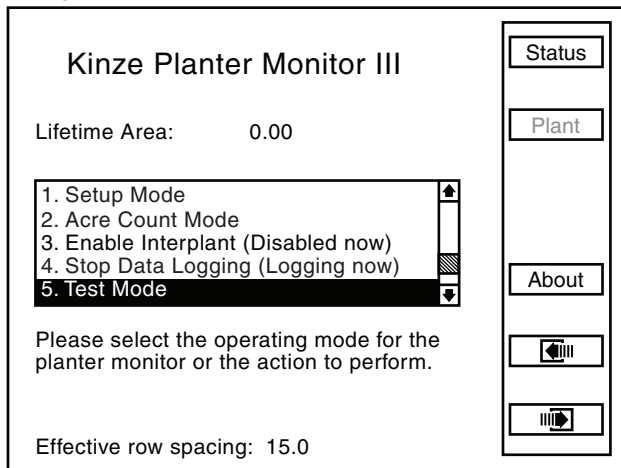 Kinze Planter Monitor III
Lifetime Area: 0.00
1. Setup Mode
2. Acre Count Mode
3. Enable Interplant (Disabled now)
4. Stop Data Logging (Logging now)
5. Test Mode
Please select the operating mode for the
planter monitor or the action to perform.
Effective row spacing: 15.0
Status
Plant
About